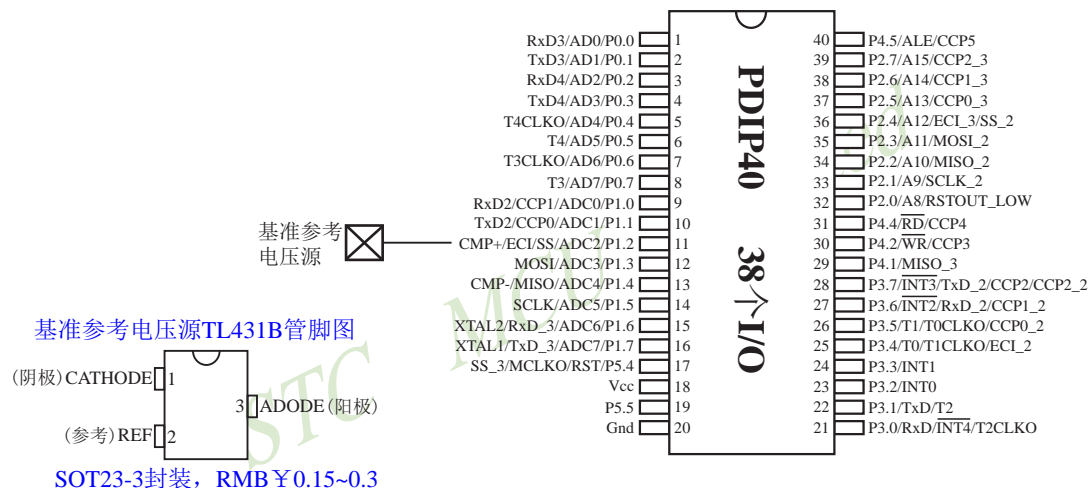 RxD3/AD0/P0.0 1
TxD3/AD1/P0.1 2
RxD4/AD2/P0.2 3
TxD4/AD3/P0.3 4
T4CLKO/AD4/P0.4 5
T4/AD5/P0.5 6
T3CLKO/AD6/P0.6 7
T3/AD7/P0.7 8
RxD2/CCP1/ADC0/P1.0 9
TxD2/CCP0/ADC1/P1.1 10
CMP+/ECI/SS/ADC2/P1.2 11
MOSI/ADC3/P1.3 12
CMP-/MISO/ADC4/P1.4 13
SCLK/ADC5/P1.5 14
XTAL2/RxD_3/ADC6/P1.6 15
XTAL1/TxD_3/ADC7/P1.7 16
SS_3/MCLKO/RST/P5.4 17
Vcc 18
P5.5 19
Gnd 20
PDIP40 38个I/O
40 P4.5/ALE/CCP5
39 P2.7/A15/CCP2_3
38 P2.6/A14/CCP1_3
37 P2.5/A13/CCP0_3
36 P2.4/A12/ECI_3/SS_2
35 P2.3/A11/MOSI_2
34 P2.2/A10/MISO_2
33 P2.1/A9/SCLK_2
32 P2.0/A8/RSTOUT_LOW
31 P4.4/RD/CCP4
30 P4.2/WR/CCP3
29 P4.1/MISO_3
28 P3.7/INT3/TxD_2/CCP2/CCP2_2
27 P3.6/INT2/RxD_2/CCP1_2
26 P3.5/T1/T0CLKO/CCP0_2
25 P3.4/T0/T1CLKO/ECI_2
24 P3.3/INT1
23 P3.2/INT0
22 P3.1/TxD/T2
21 P3.0/RxD/INT4/T2CLKO
基准参考
电压源
基准参考电压源TL431B管脚图
(阴极)CATHODE 1
3 ADODE(阳极)
(参考)REF 2
SOT23-3封装，RMB￥0.15~0.3
STC MCU